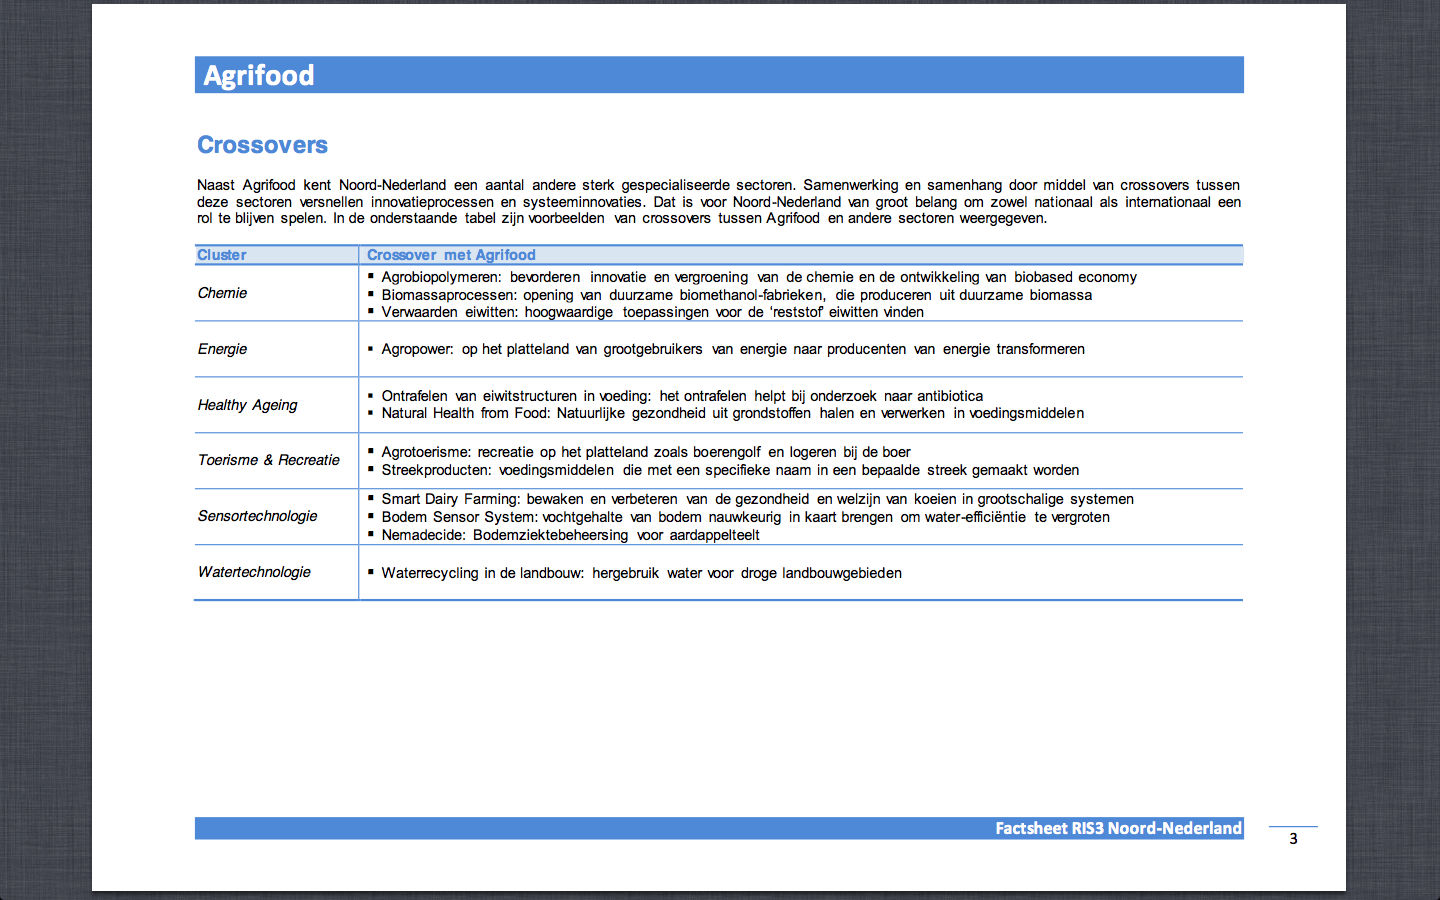 Agrifood
Crossovers
Naast Agrifood kent Noord-Nederland een aantal andere sterk gespecialiseerde sectoren. Samenwerking en samenhang door middel van crossovers tussen
deze sectoren versnellen innovatieprocessen en systeeminnovaties. Dat is voor Noord-Nederland van groot belang om zowel nationaal als internationaal een
rol te blijven spelen. In de onderstaande tabel zijn voorbeelden van crossovers tussen Agrifood en andere sectoren weergegeven.
Cluster Crossover met Agrifood
Chemie
▪ Agrobiopolymeren: bevorderen innovatie en vergroening van de chemie en de ontwikkeling van biobased economy
▪ Biomassaprocessen: opening van duurzame biomethanol-fabrieken, die produceren uit duurzame biomassa
▪ Verwaarden eiwitten: hoogwaardige toepassingen voor de ‘reststof’ eiwitten vinden
Energie
▪ Agropower: op het platteland van grootgebruikers van energie naar producenten van energie transformeren
Healthy Ageing
▪ Ontrafelen van eiwitstructuren in voeding: het ontrafelen helpt bij onderzoek naar antibiotica
▪ Natural Health from Food: Natuurlijke gezondheid uit grondstoffen halen en verwerken in voedingsmiddelen
Toerisme & Recreatie
▪ Agrotoerisme: recreatie op het platteland zoals boerengolf en logeren bij de boer
▪ Streekproducten: voedingsmiddelen die met een specifieke naam in een bepaalde streek gemaakt worden
Sensortechnologie
▪ Smart Dairy Farming: bewaken en verbeteren van de gezondheid en welzijn van koeien in grootschalige systemen
▪ Bodem Sensor System: vochtgehalte van bodem nauwkeurig in kaart brengen om water-efficiëntie te vergroten
▪ Nemadecide: Bodemziektebeheersing voor aardappelteelt
Watertechnologie
▪ Waterrecycling in de landbouw: hergebruik water voor droge landbouwgebieden
Factsheet RIS3 Noord-Nederland
3